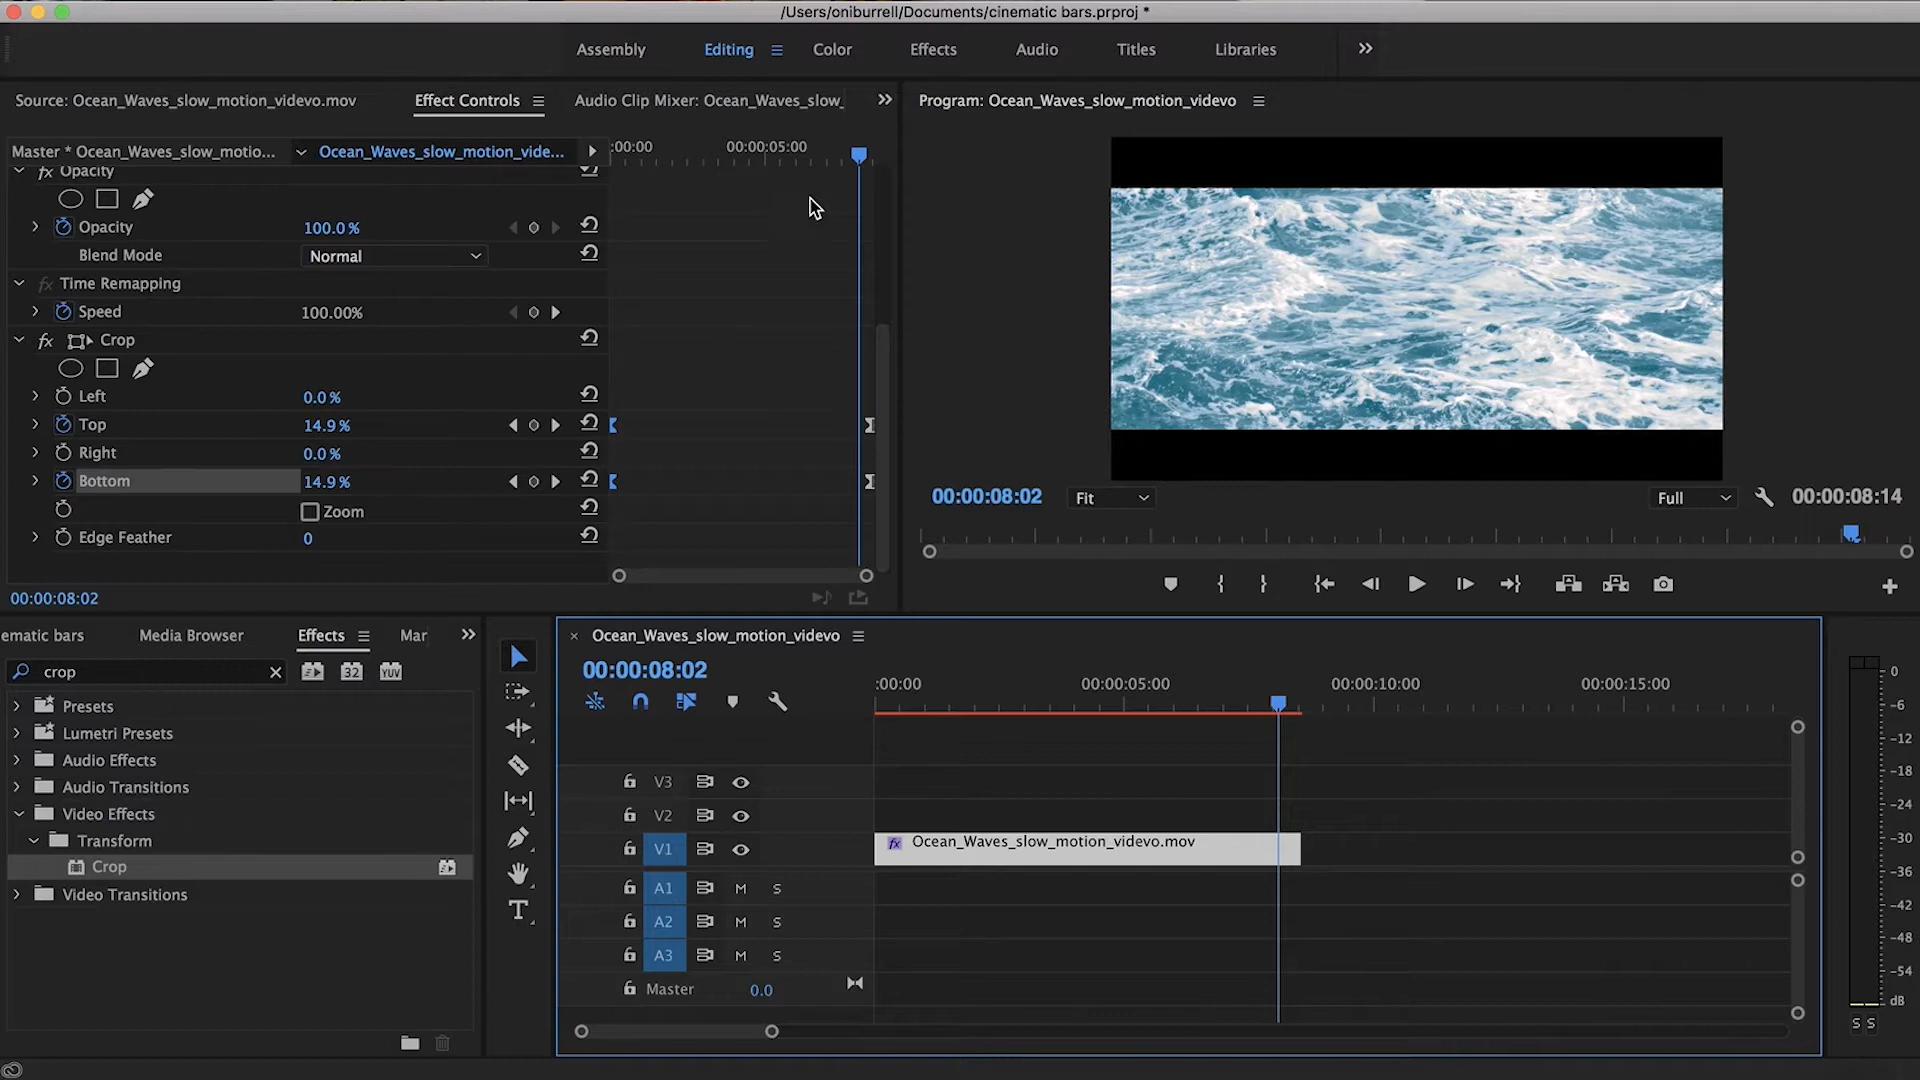 /Users/oniburrell/Documents/cinematic bars.prproj *
Assembly
Editing
Color
Effects
Audio
Titles
Libraries
Source: Ocean_Waves_slow_motion_videvo.mov
Effect Controls
Audio Clip Mixer: Ocean_Waves_slow_
Master * Ocean_Waves_slow_motio...
Ocean_Waves_slow_motion_vide...
:00:00
00:00:05:00
fx Opacity
Opacity
100.0 %
Blend Mode
Normal
fx Time Remapping
Speed
100.00%
fx Crop
Left
0.0 %
Top
14.9 %
Right
0.0 %
Bottom
14.9 %
Zoom
Edge Feather
0
00:00:08:02
Program: Ocean_Waves_slow_motion_videvo
00:00:08:02
Fit
Full
00:00:08:14
ematic bars
Media Browser
Effects
Mar
crop
32
YUV
Presets
Lumetri Presets
Audio Effects
Audio Transitions
Video Effects
Transform
Crop
Video Transitions
T
Ocean_Waves_slow_motion_videvo
00:00:08:02
:00:00
00:00:05:00
00:00:10:00
00:00:15:00
V3
V2
V1
fx Ocean_Waves_slow_motion_videvo.mov
A1 M S
A2 M S
A3 M S
Master 0.0
0
-6
-12
-18
-24
-30
-36
-42
-48
-54
dB
S S